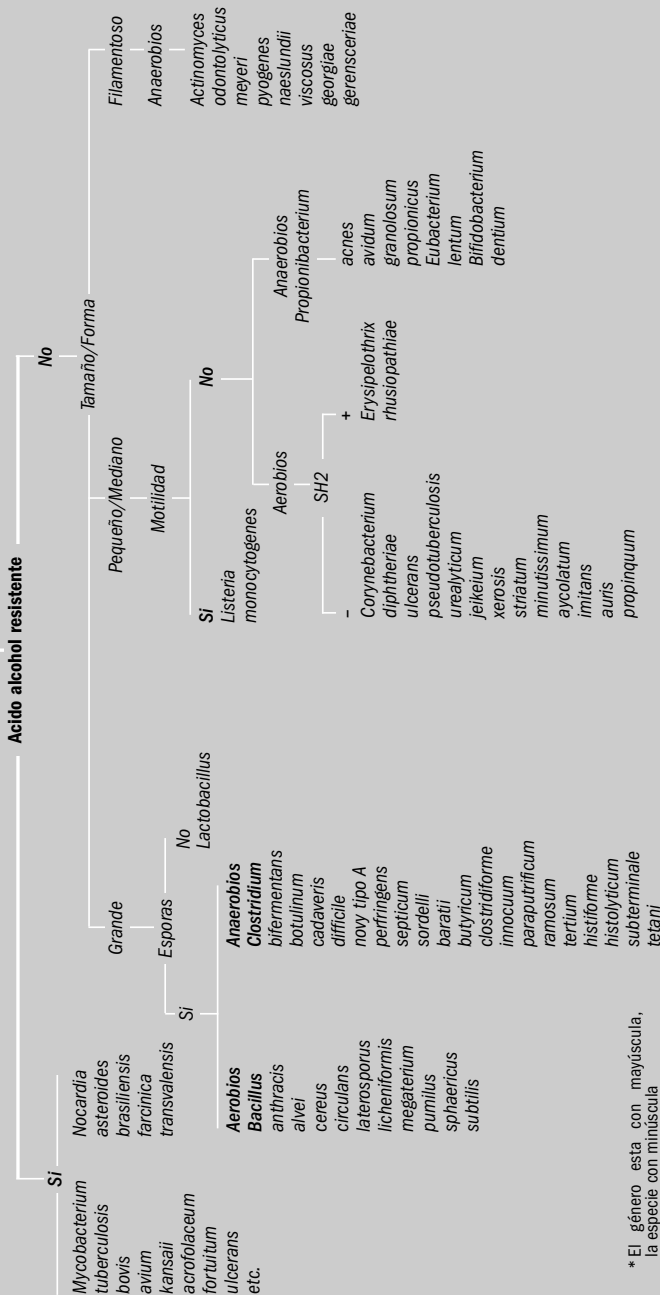 Acido alcohol resistente
Si
Mycobacterium
tuberculosis
bovis
avium
kansaii
acrofolaceum
fortuitum
ulcerans
etc.
Nocardia
asteroides
brasiliensis
farcinica
transvalensis
No
Tamaño/Forma
Grande
Esporas
Si
Aerobios
Bacillus
anthracis
alvei
cereus
circulans
laterosporus
licheniformis
megaterium
pumilus
sphaericus
subtilis
Anaerobios
Clostridium
bifermentans
botulinum
cadaveris
difficile
novy tipo A
perfringens
septicum
sordelli
baratii
butyricum
clostridiforme
innocuum
paraputrificum
ramosum
tertium
histiforme
histolyticum
subterminale
tetani
No
Lactobacillus
Pequeño/Mediano
Motilidad
Si
Listeria
monocytogenes
No
Aerobios
SH2
–
Corynebacterium
diphtheriae
ulcerans
pseudotuberculosis
urealyticum
jeikeium
xerosis
striatum
minutissimum
aycolatum
imitans
auris
propinquum
+
Erysipelothrix
rhusiopathiae
Anaerobios
Propionibacterium
acnes
avidum
granolosum
propionicus
Eubacterium
lentum
Bifidobacterium
dentium
Filamentoso
Anaerobios
Actinomyces
odontolyticus
meyeri
pyogenes
naeslundii
viscosus
georgiae
gerensceriae
* El género esta con mayúscula,
la especie con minúscula